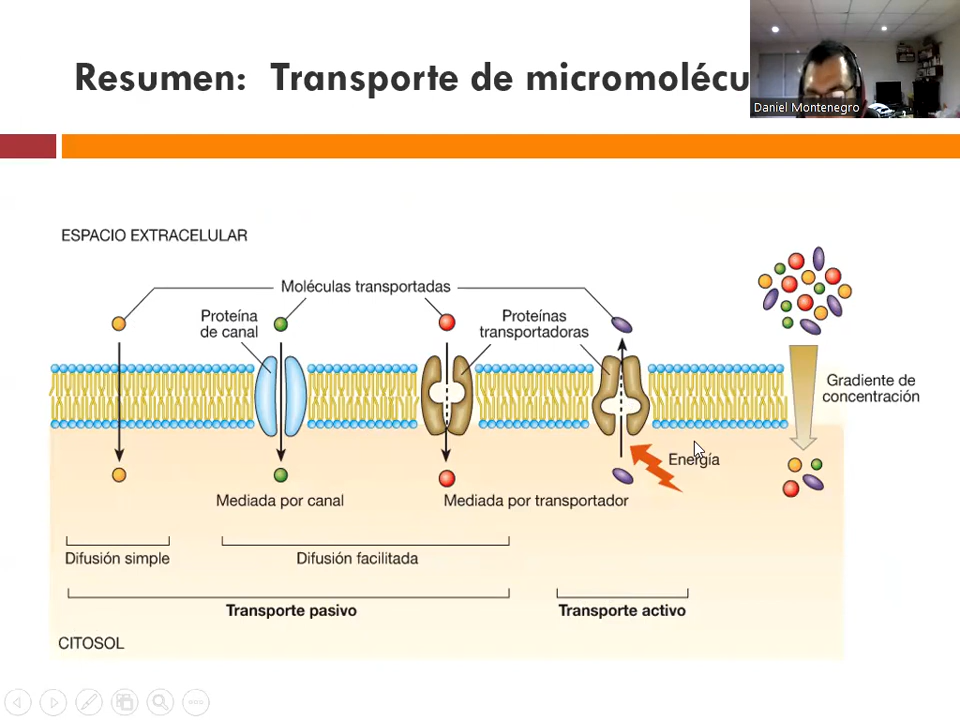 Resumen: Transporte de micromolécu
Daniel Montenegro
ESPACIO EXTRACELULAR
Moléculas transportadas
Proteína
de canal
Proteínas
transportadoras
Gradiente de
concentración
Energía
Mediada por canal
Mediada por transportador
Difusión simple
Difusión facilitada
Transporte pasivo
Transporte activo
CITOSOL